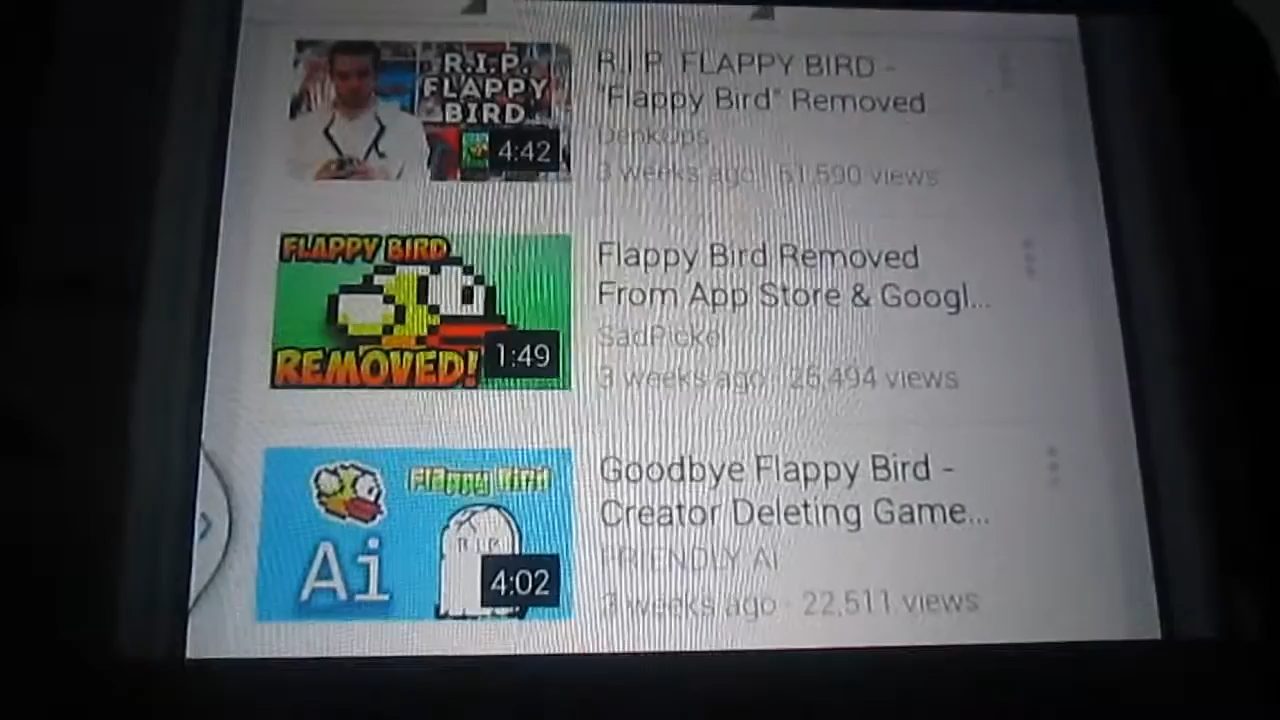 R.I.P.
FLAPPY
BIRD
4:42
R.I.P. FLAPPY BIRD -
"Flappy Bird" Removed
3 weeks ago · 51,590 views
FLAPPY BIRD
REMOVED!
1:49
Flappy Bird Removed
From App Store & Googl...
SadPickel
3 weeks ago · 26,494 views
Flappy Bird
Ai
R.I.P
4:02
Goodbye Flappy Bird -
Creator Deleting Game...
FRIENDLY AI
3 weeks ago · 22,511 views